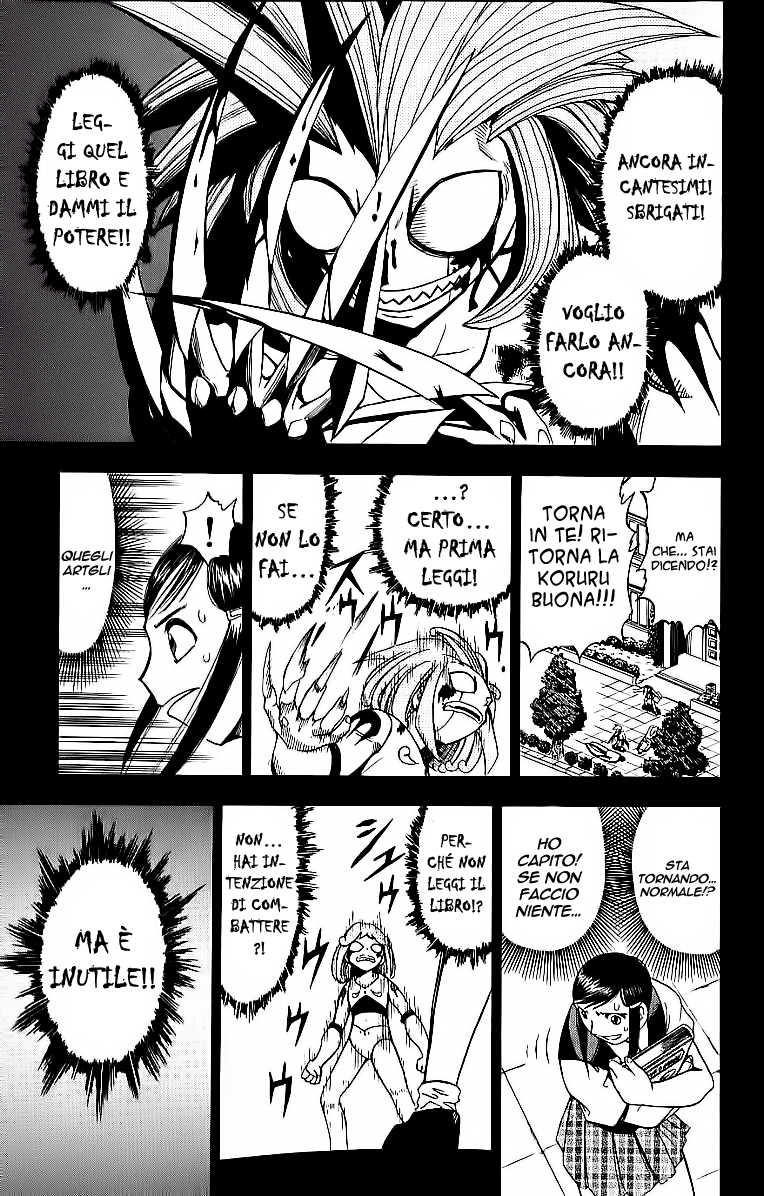 ANCORA IN-
CANTESIMI!
SBRIGATI!
VOGLIO
FARLO AN-
CORA!!
LEG-
GI QUEL
LIBRO E
DAMMI IL
POTERE!!
MA
CHE... STAI
DICENDO!?
TORNA
IN TE! RI-
TORNA LA
KORURU
BUONA!!!
...?
CERTO...
MA PRIMA
LEGGI!
SE
NON LO
FAI...
!
QUEGLI
ARTGLI
...
STA
TORNANDO...
NORMALE!?
HO
CAPITO!
SE NON
FACCIO
NIENTE...
PER-
CHÉ NON
LEGGI IL
LIBRO!?
NON...
HAI IN-
TENZIONE
DI COM-
BATTERE
?!
MA È
INUTILE!!